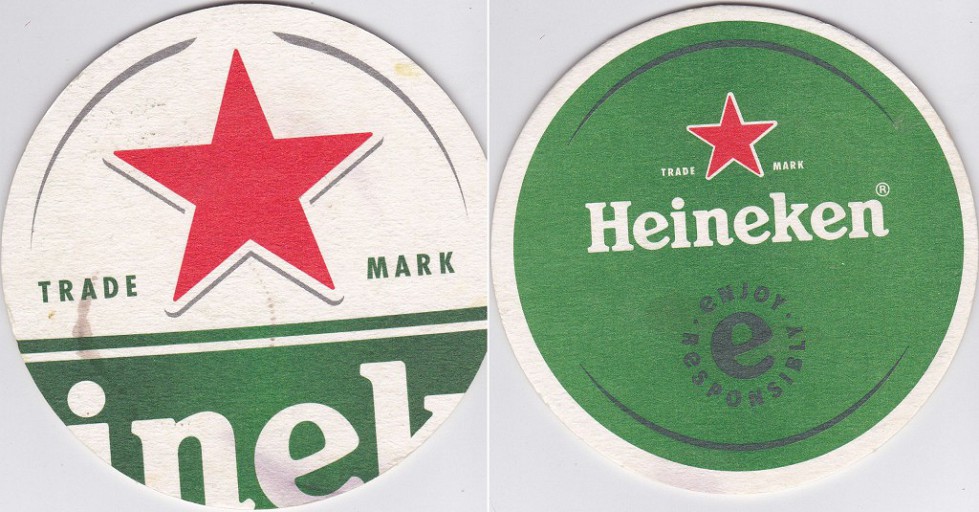 TRADE MARK
inek
TRADE MARK
Heineken®
enjoy · Responsibly ·
e